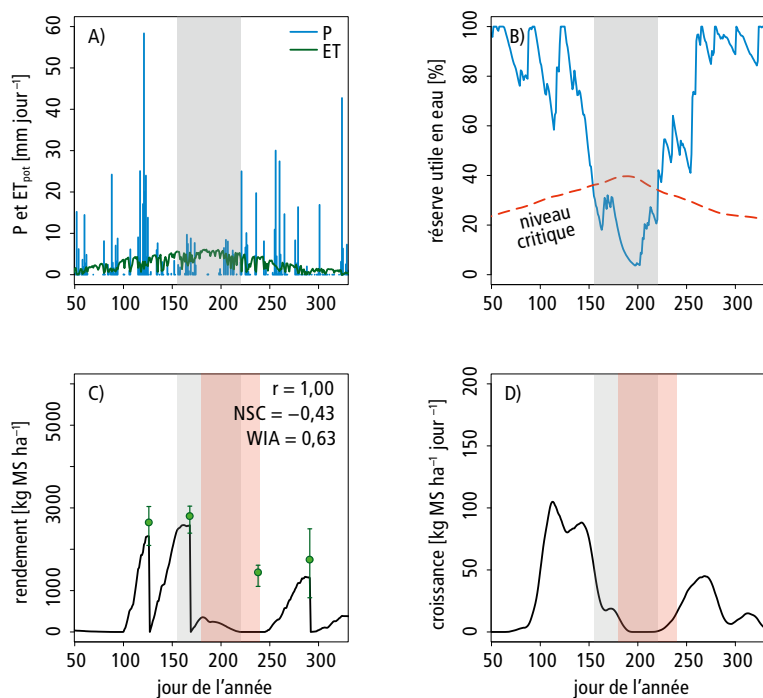 A)
P
ET
P et ETpot [mm jour⁻¹]
60
50
40
30
20
10
0
50 100 150 200 250 300
B)
réserve utile en eau [%]
100
80
60
40
20
0
niveau
critique
50 100 150 200 250 300
C)
r = 1,00
NSC = −0,43
WIA = 0,63
rendement [kg MS ha⁻¹]
5000
3000
1000
0
50 100 150 200 250 300
jour de l’année
D)
croissance [kg MS ha⁻¹ jour⁻¹]
200
150
100
50
0
50 100 150 200 250 300
jour de l’année